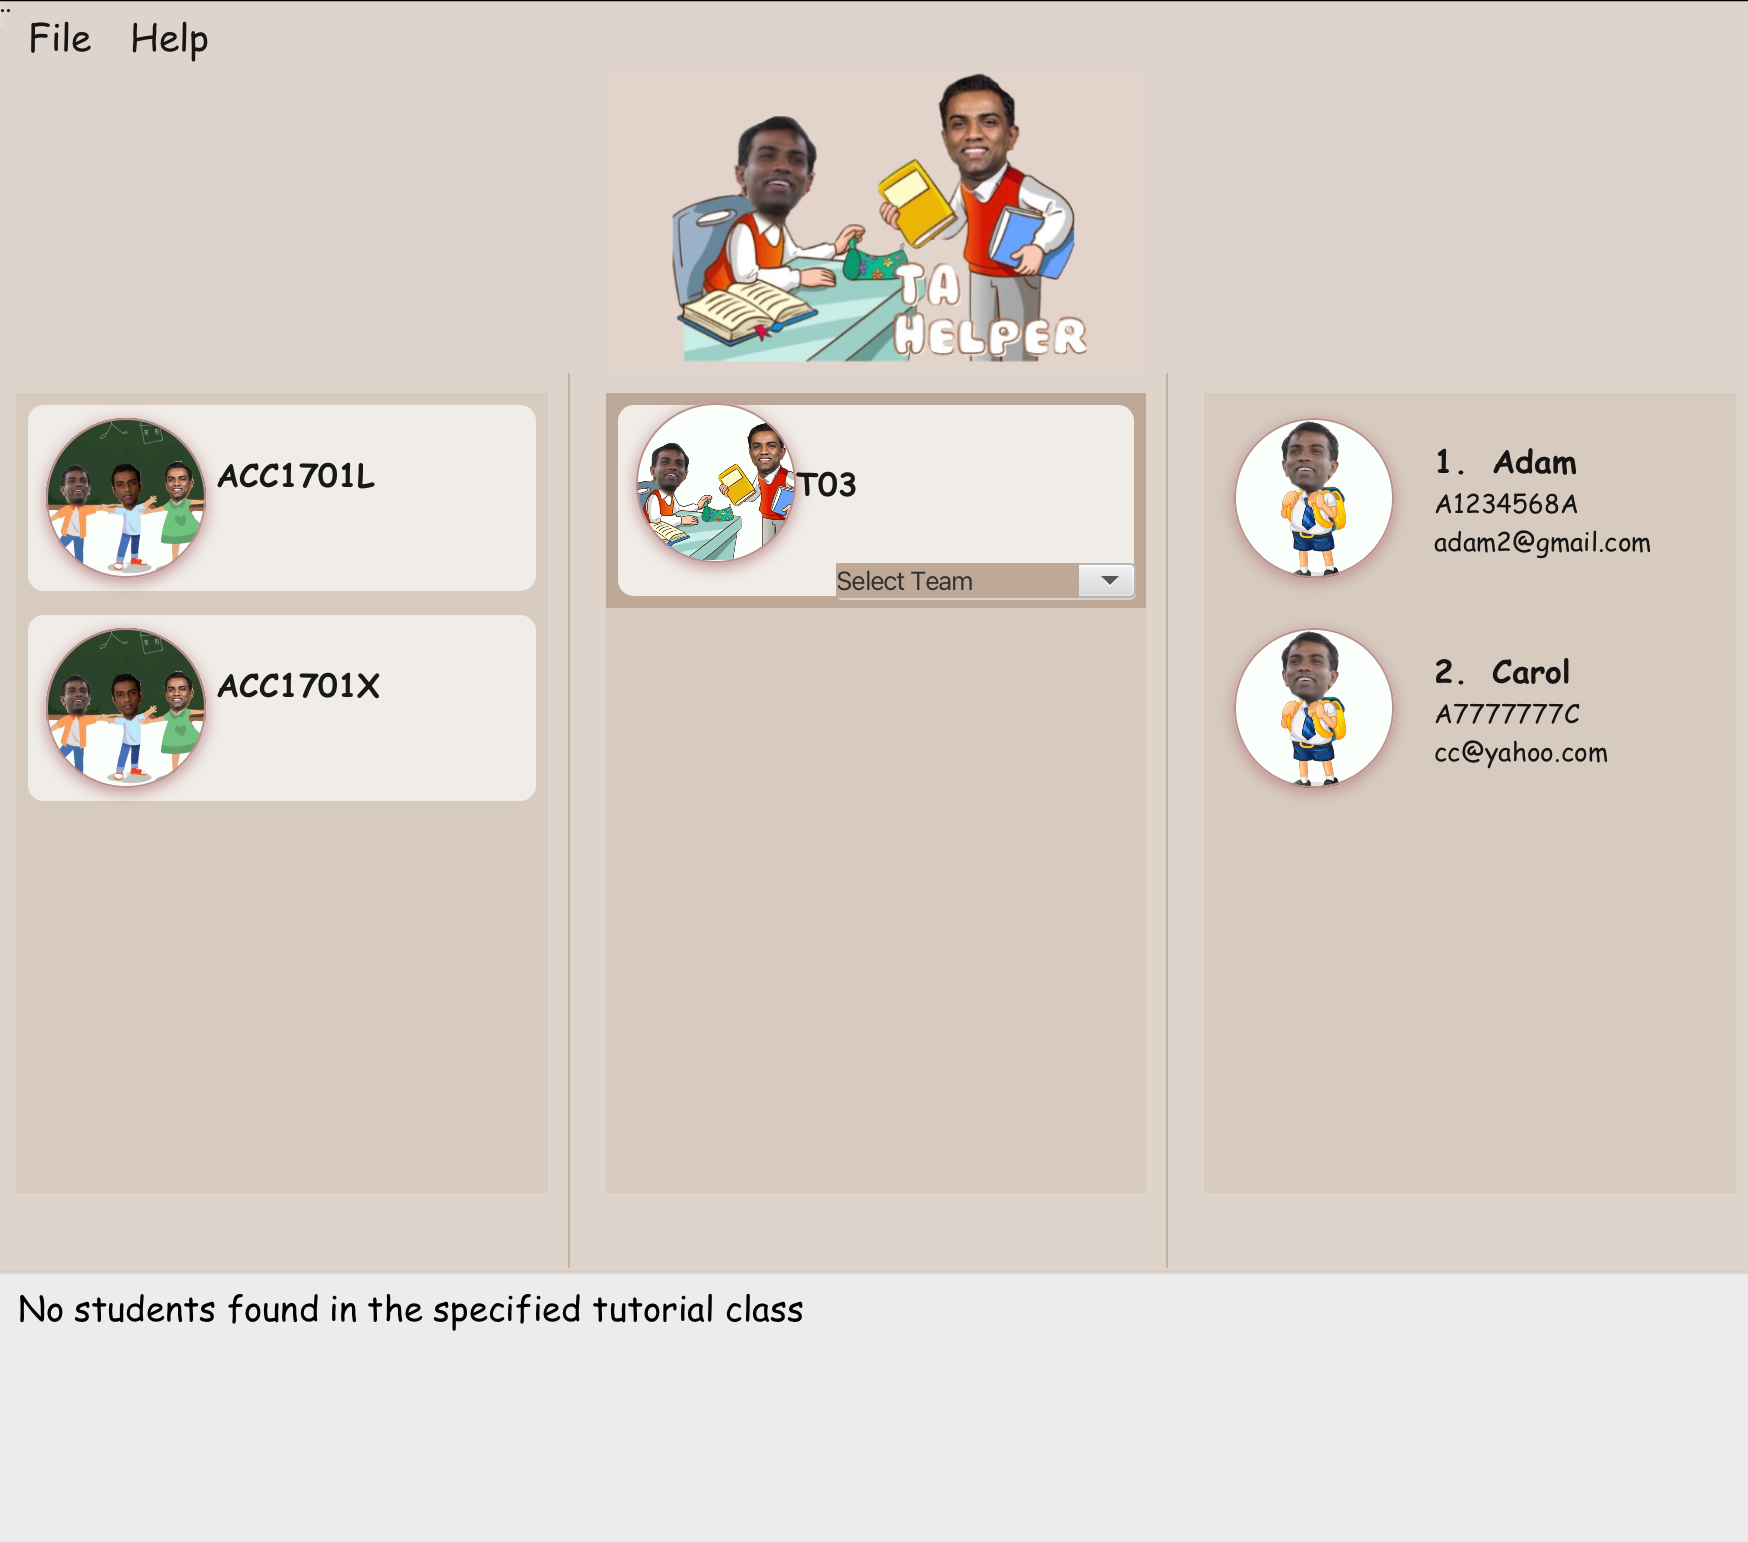 File Help
TA
HELPER
ACC1701L
ACC1701X
T03
Select Team
1. Adam
A1234568A
adam2@gmail.com
2. Carol
A7777777C
cc@yahoo.com
No students found in the specified tutorial class